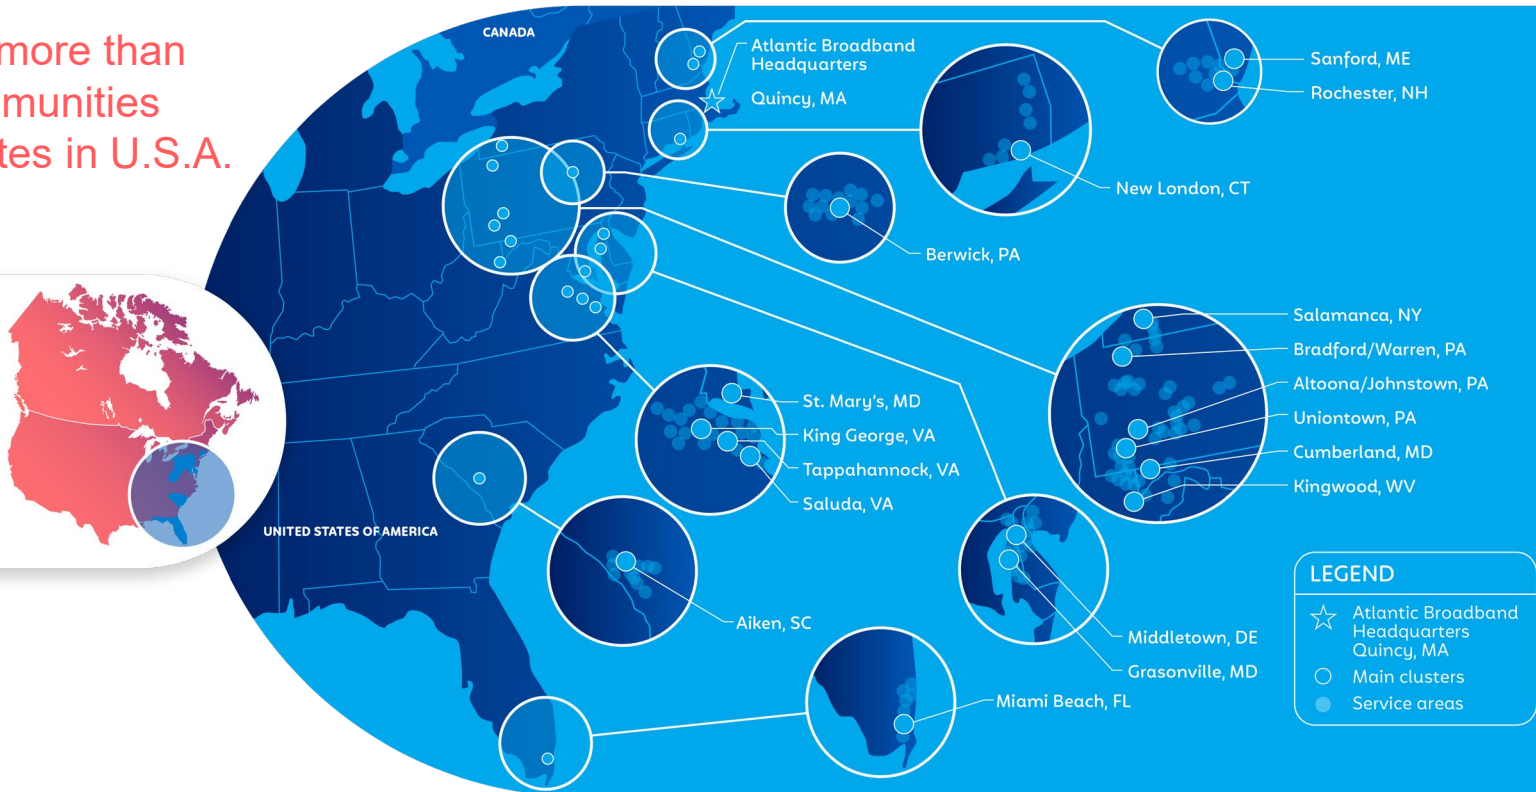 more than
mmunities
tes in U.S.A.
CANADA
UNITED STATES OF AMERICA
Atlantic Broadband
Headquarters
Quincy, MA
Sanford, ME
Rochester, NH
New London, CT
Berwick, PA
Salamanca, NY
Bradford/Warren, PA
Altoona/Johnstown, PA
Uniontown, PA
Cumberland, MD
Kingwood, WV
St. Mary's, MD
King George, VA
Tappahannock, VA
Saluda, VA
Aiken, SC
Middletown, DE
Grasonville, MD
Miami Beach, FL
LEGEND
Atlantic Broadband
Headquarters
Quincy, MA
Main clusters
Service areas